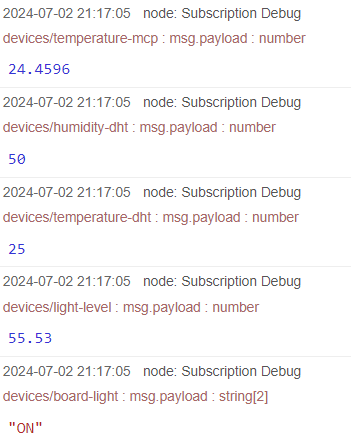 2024-07-02 21:17:05 node: Subscription Debug
devices/temperature-mcp : msg.payload : number
24.4596
2024-07-02 21:17:05 node: Subscription Debug
devices/humidity-dht : msg.payload : number
50
2024-07-02 21:17:05 node: Subscription Debug
devices/temperature-dht : msg.payload : number
25
2024-07-02 21:17:05 node: Subscription Debug
devices/light-level : msg.payload : number
55.53
2024-07-02 21:17:05 node: Subscription Debug
devices/board-light : msg.payload : string[2]
"ON"